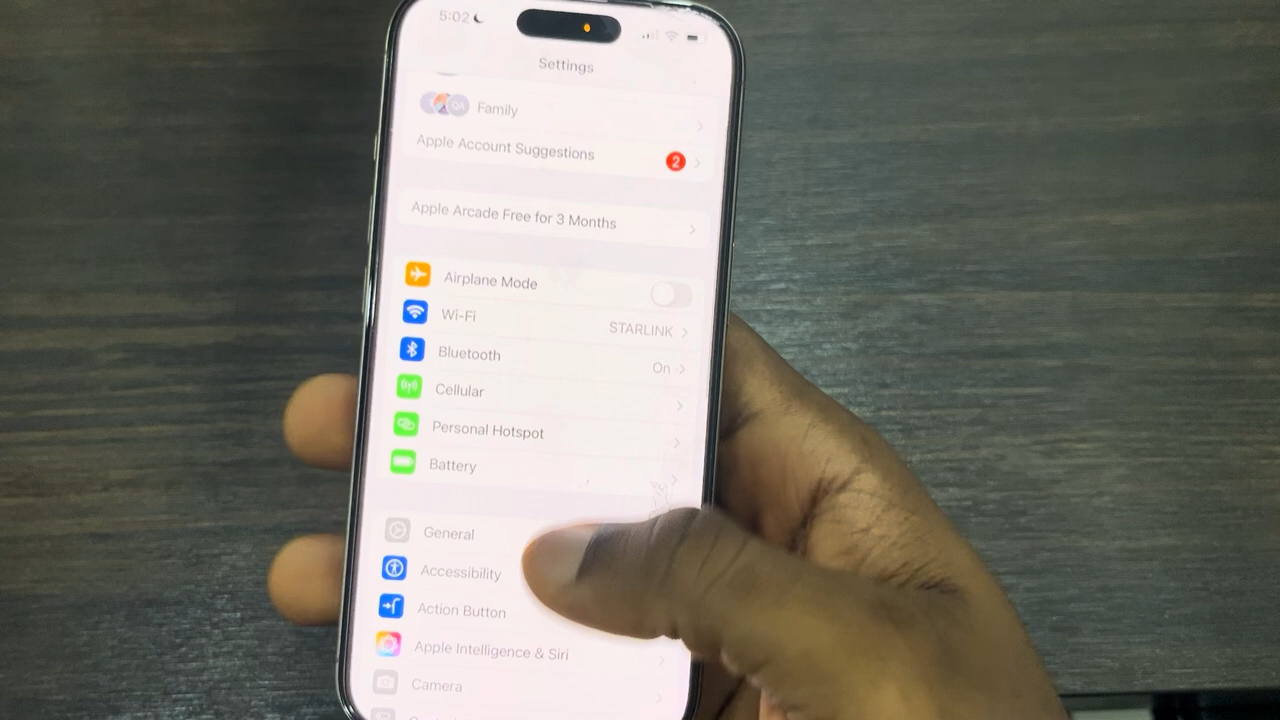 5:02
Settings
Family
Apple Account Suggestions 2
Apple Arcade Free for 3 Months
Airplane Mode
Wi-Fi STARLINK
Bluetooth On
Cellular
Personal Hotspot
Battery
General
Accessibility
Action Button
Apple Intelligence & Siri
Camera